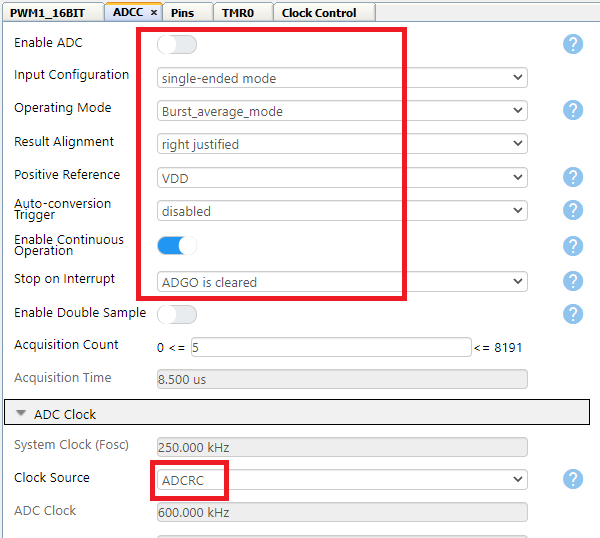 PWM1_16BIT ADCC × Pins TMR0 Clock Control
Enable ADC ?
Input Configuration single-ended mode
Operating Mode Burst_average_mode ?
Result Alignment right justified ?
Positive Reference VDD ?
Auto-conversion
Trigger disabled ?
Enable Continuous
Operation ?
Stop on Interrupt ADGO is cleared ?
Enable Double Sample ?
Acquisition Count 0 <= 5 <= 8191
Acquisition Time 8.500 us
ADC Clock
System Clock (Fosc) 250.000 kHz
Clock Source ADCRC ?
ADC Clock 600.000 kHz